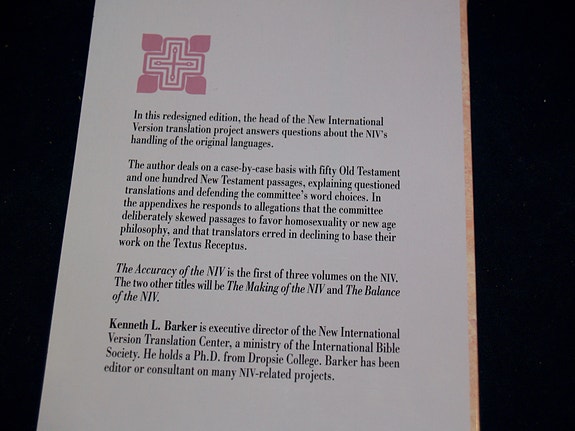 In this redesigned edition, the head of the New International
Version translation project answers questions about the NIV's
handling of the original languages.
The author deals on a case-by-case basis with fifty Old Testament
and one hundred New Testament passages, explaining questioned
translations and defending the committee's word choices. In
the appendixes he responds to allegations that the committee
deliberately skewed passages to favor homosexuality or new age
philosophy, and that translators erred in declining to base their
work on the Textus Receptus.
The Accuracy of the NIV is the first of three volumes on the NIV.
The two other titles will be The Making of the NIV and The Balance
of the NIV.
Kenneth L. Barker is executive director of the New International
Version Translation Center, a ministry of the International Bible
Society. He holds a Ph.D. from Dropsie College. Barker has been
editor or consultant on many NIV-related projects.